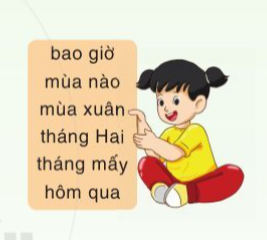 bao giờ
mùa nào
mùa xuân
tháng Hai
tháng mấy
hôm qua